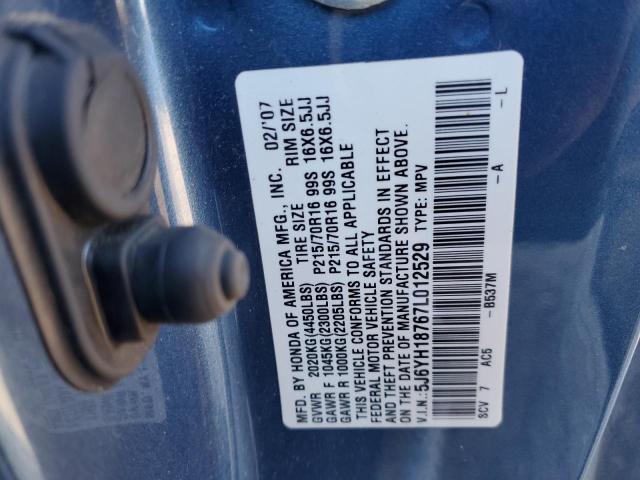 MFD. BY HONDA OF AMERICA MFG., INC. 02/'07
TIRE SIZE RIM SIZE
GVWR 2020KG(4450LBS)
GAWR F 1045KG(2300LBS) P215/70R16 99S 16X6.5JJ
GAWR R 1000KG(2205LBS) P215/70R16 99S 16X6.5JJ
THIS VEHICLE CONFORMS TO ALL APPLICABLE
FEDERAL MOTOR VEHICLE SAFETY
AND THEFT PREVENTION STANDARDS IN EFFECT
ON THE DATE OF MANUFACTURE SHOWN ABOVE.
V.I.N.:5J6YH18767L012529 TYPE: MPV
SCV 7 AC5 -B537M -A -L